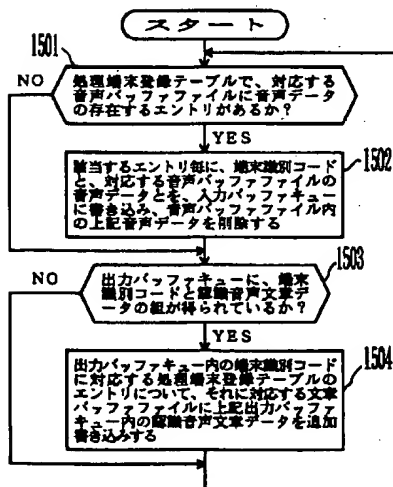 スタート
1501
NO
処理端末登録テーブルで、対応する
音声バッファファイルに音声データ
の存在するエントリがあるか?
YES
1502
該当するエントリ毎に、端末識別コード
と、対応する音声バッファファイルの
音声データとを、入力バッファキュー
に書き込み、音声バッファファイル内
の上記音声データを削除する
1503
NO
出力バッファキューに、端末
識別コードと認識音声文章デ
ータの組が得られているか?
YES
1504
出力バッファキュー内の端末識別コード
に対応する処理端末登録テーブルの
エントリについて、それに対応する文章
バッファファイルに上記出力バッファ
キュー内の認識音声文章データを追加
書き込みする